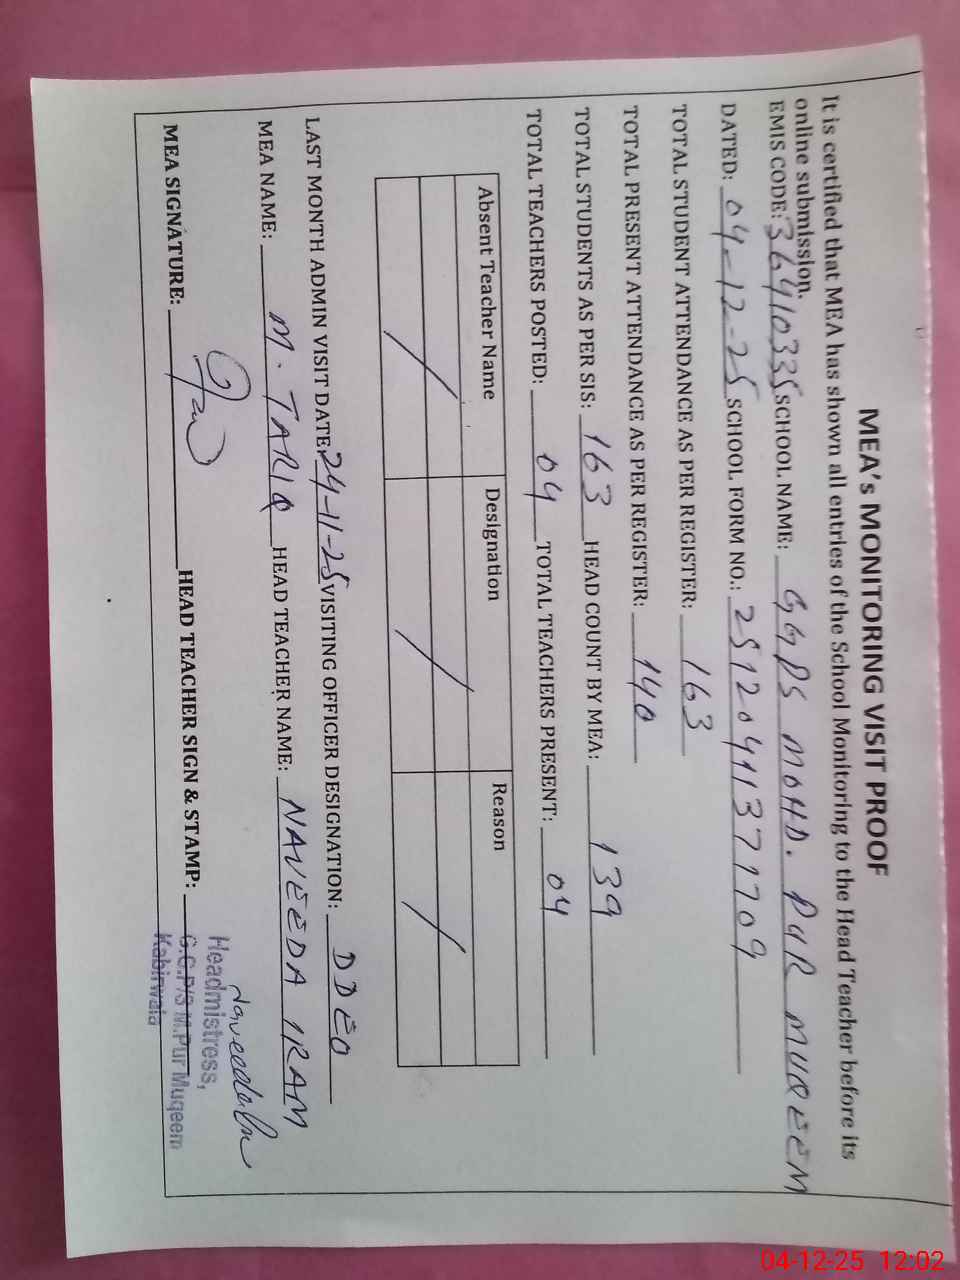 MEA's MONITORING VISIT PROOF
It is certified that MEA has shown all entries of the School Monitoring to the Head Teacher before its
online submission.
EMIS CODE: 36410335 SCHOOL NAME: GGPS MOHD. PUR MUQEEM
DATED: 04-12-25 SCHOOL FORM NO.: 251204113717709
TOTAL STUDENT ATTENDANCE AS PER REGISTER: 163
TOTAL PRESENT ATTENDANCE AS PER REGISTER: 140
TOTAL STUDENTS AS PER SIS: 163 HEAD COUNT BY MEA: 139
TOTAL TEACHERS POSTED: 04 TOTAL TEACHERS PRESENT: 04
Absent Teacher Name Designation Reason
LAST MONTH ADMIN VISIT DATE 24-11-25 VISITING OFFICER DESIGNATION: DDEO
MEA NAME: M. TARIQ HEAD TEACHER NAME: NAVEEDA IRAM
MEA SIGNATURE: HEAD TEACHER SIGN & STAMP:
Headmistress,
G.G.P/S M.Pur Muqeem
Kabirwala
04-12-25 12:02